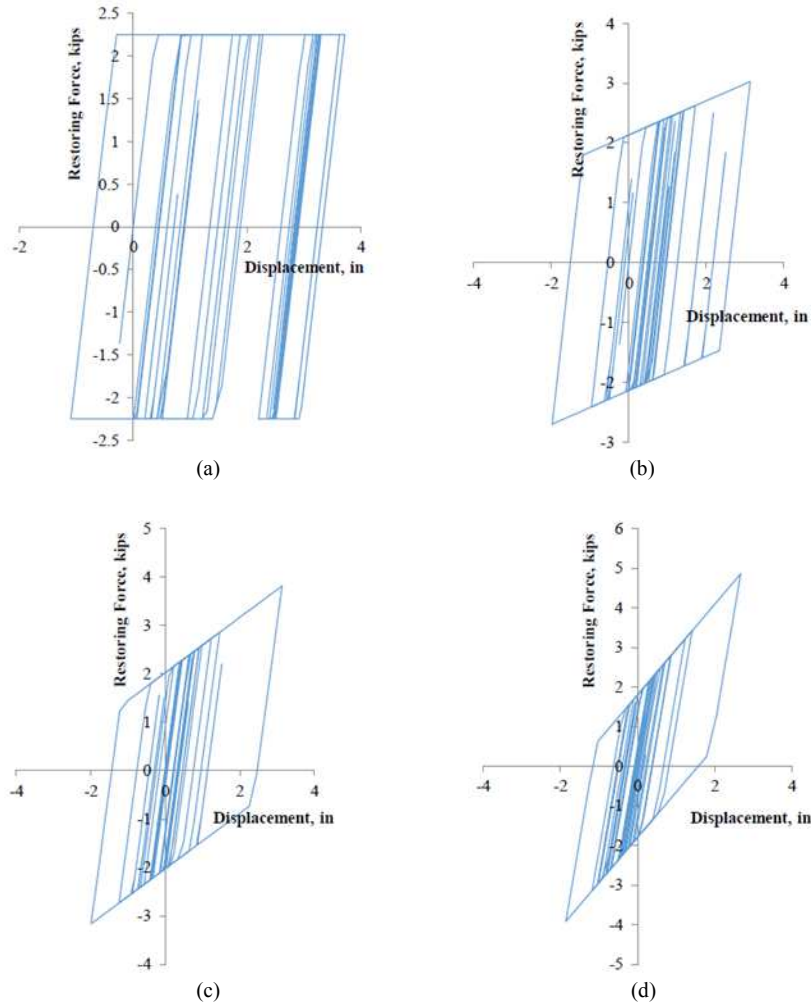 2.5
2
1.5
1
0.5
0
-0.5
-1
-1.5
-2
-2.5
-2 0 2 4
Restoring Force, kips
Displacement, in
(a)
4
3
2
1
0
-1
-2
-3
-4 -2 0 2 4
Restoring Force, kips
Displacement, in
(b)
5
4
3
2
1
0
-1
-2
-3
-4
-4 -2 0 2 4
Restoring Force, kips
Displacement, in
(c)
6
5
4
3
2
1
0
-1
-2
-3
-4
-5
-4 -2 0 2 4
Restoring Force, kips
Displacement, in
(d)